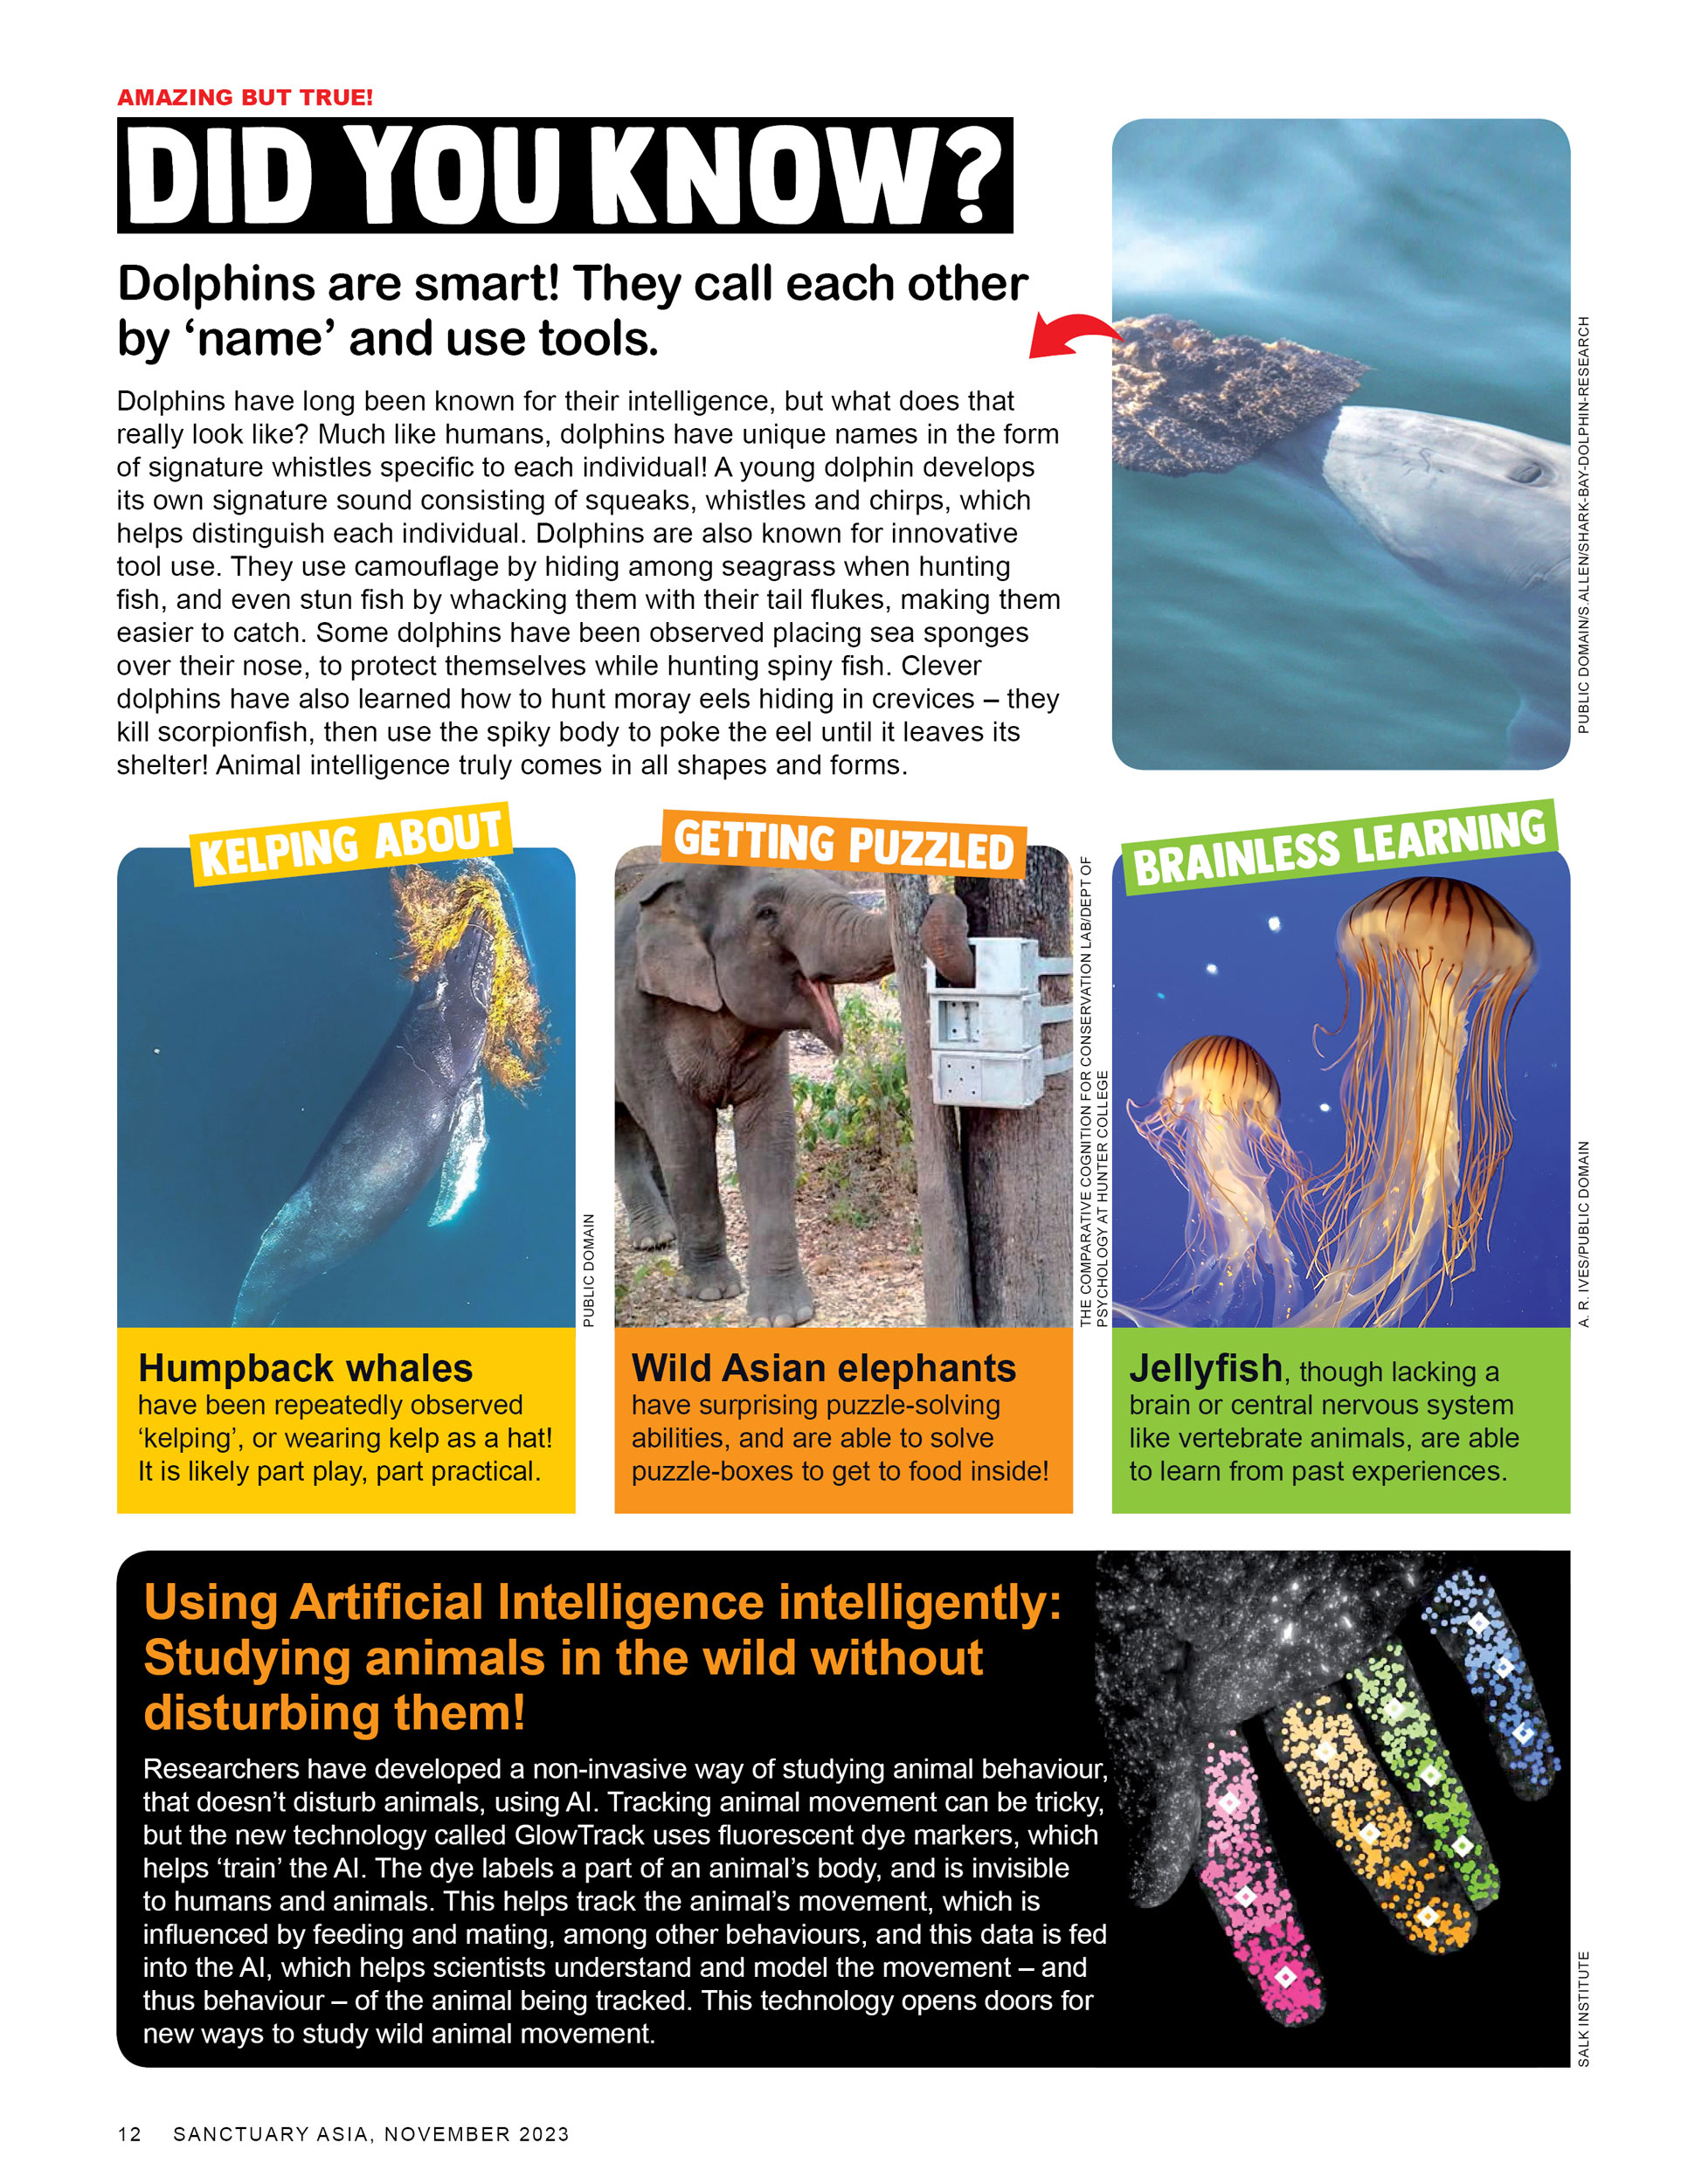 AMAZING BUT TRUE!
DID YOU KNOW?
Dolphins are smart! They call each other
by ‘name’ and use tools.
Dolphins have long been known for their intelligence, but what does that
really look like? Much like humans, dolphins have unique names in the form
of signature whistles specific to each individual! A young dolphin develops
its own signature sound consisting of squeaks, whistles and chirps, which
helps distinguish each individual. Dolphins are also known for innovative
tool use. They use camouflage by hiding among seagrass when hunting
fish, and even stun fish by whacking them with their tail flukes, making them
easier to catch. Some dolphins have been observed placing sea sponges
over their nose, to protect themselves while hunting spiny fish. Clever
dolphins have also learned how to hunt moray eels hiding in crevices – they
kill scorpionfish, then use the spiky body to poke the eel until it leaves its
shelter! Animal intelligence truly comes in all shapes and forms.
PUBLIC DOMAIN/S.ALLEN/SHARK-BAY-DOLPHIN-RESEARCH
KELPING ABOUT
PUBLIC DOMAIN
Humpback whales
have been repeatedly observed
‘kelping’, or wearing kelp as a hat!
It is likely part play, part practical.
GETTING PUZZLED
THE COMPARATIVE COGNITION FOR CONSERVATION LAB/DEPT OF
PSYCHOLOGY AT HUNTER COLLEGE
Wild Asian elephants
have surprising puzzle-solving
abilities, and are able to solve
puzzle-boxes to get to food inside!
BRAINLESS LEARNING
A. R. IVES/PUBLIC DOMAIN
Jellyfish, though lacking a
brain or central nervous system
like vertebrate animals, are able
to learn from past experiences.
Using Artificial Intelligence intelligently:
Studying animals in the wild without
disturbing them!
Researchers have developed a non-invasive way of studying animal behaviour,
that doesn’t disturb animals, using AI. Tracking animal movement can be tricky,
but the new technology called GlowTrack uses fluorescent dye markers, which
helps ‘train’ the AI. The dye labels a part of an animal’s body, and is invisible
to humans and animals. This helps track the animal’s movement, which is
influenced by feeding and mating, among other behaviours, and this data is fed
into the AI, which helps scientists understand and model the movement – and
thus behaviour – of the animal being tracked. This technology opens doors for
new ways to study wild animal movement.
SALK INSTITUTE
12 SANCTUARY ASIA, NOVEMBER 2023